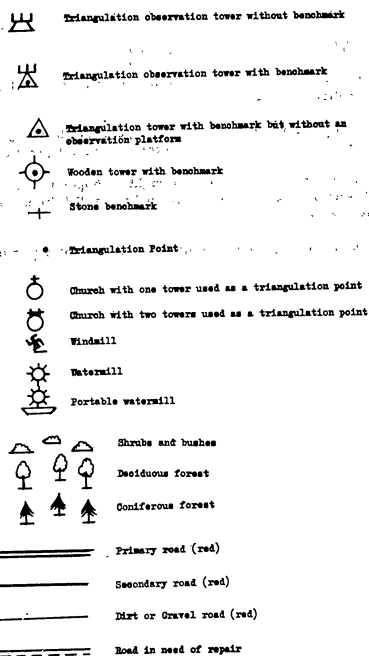 Triangulation observation tower without benchmark
Triangulation observation tower with benchmark
Triangulation tower with benchmark but without an
observation platform
Wooden tower with benchmark
Stone benchmark
Triangulation Point
Church with one tower used as a triangulation point
Church with two towers used as a triangulation point
Windmill
Watermill
Portable watermill
Shrubs and bushes
Deciduous forest
Coniferous forest
Primary road (red)
Secondary road (red)
Dirt or Gravel road (red)
Road in need of repair